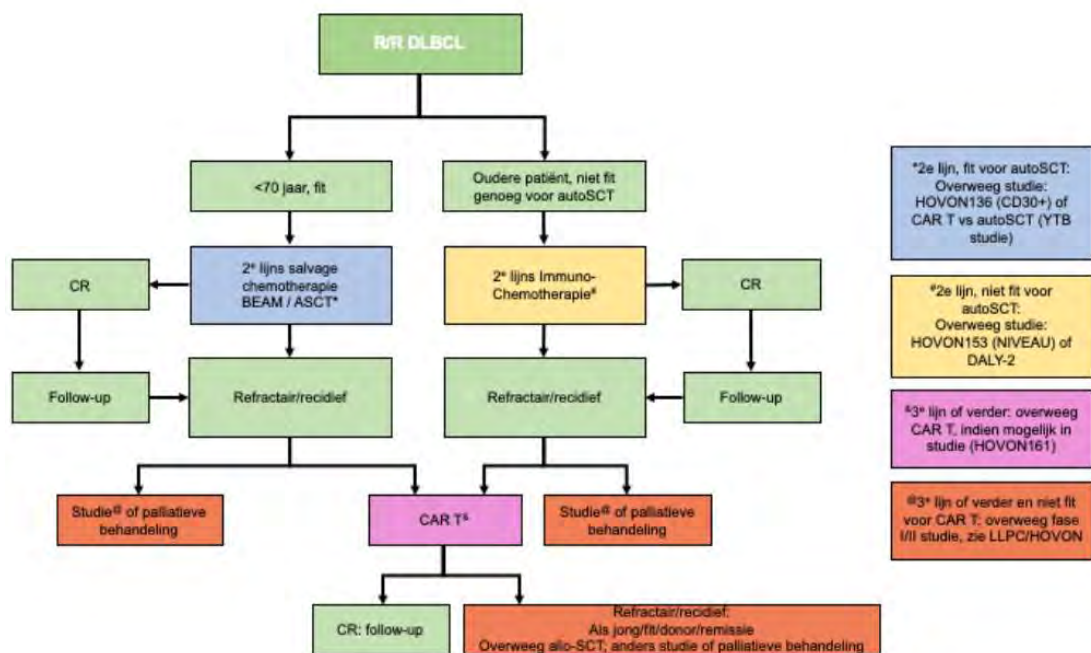 R/R DLBCL
<70 jaar, fit
Oudere patiënt, niet fit
genoeg voor autoSCT
CR
2ᵉ lijns salvage
chemotherapie
BEAM / ASCT*
2ᵉ lijns Immuno-
Chemotherapie#
CR
Follow-up
Refractair/recidief
Refractair/recidief
Follow-up
Studie@ of palliatieve
behandeling
CAR T&
Studie@ of palliatieve
behandeling
CR: follow-up
Refractair/recidief:
Als jong/fit/donor/remissie
Overweeg allo-SCT; anders studie of palliatieve behandeling
*2e lijn, fit voor autoSCT:
Overweeg studie:
HOVON136 (CD30+) of
CAR T vs autoSCT (YTB
studie)
#2e lijn, niet fit voor
autoSCT:
Overweeg studie:
HOVON153 (NIVEAU) of
DALY-2
&3ᵉ lijn of verder: overweeg
CAR T, indien mogelijk in
studie (HOVON161)
@3ᵉ lijn of verder en niet fit
voor CAR T: overweeg fase
I/II studie, zie LLPC/HOVON